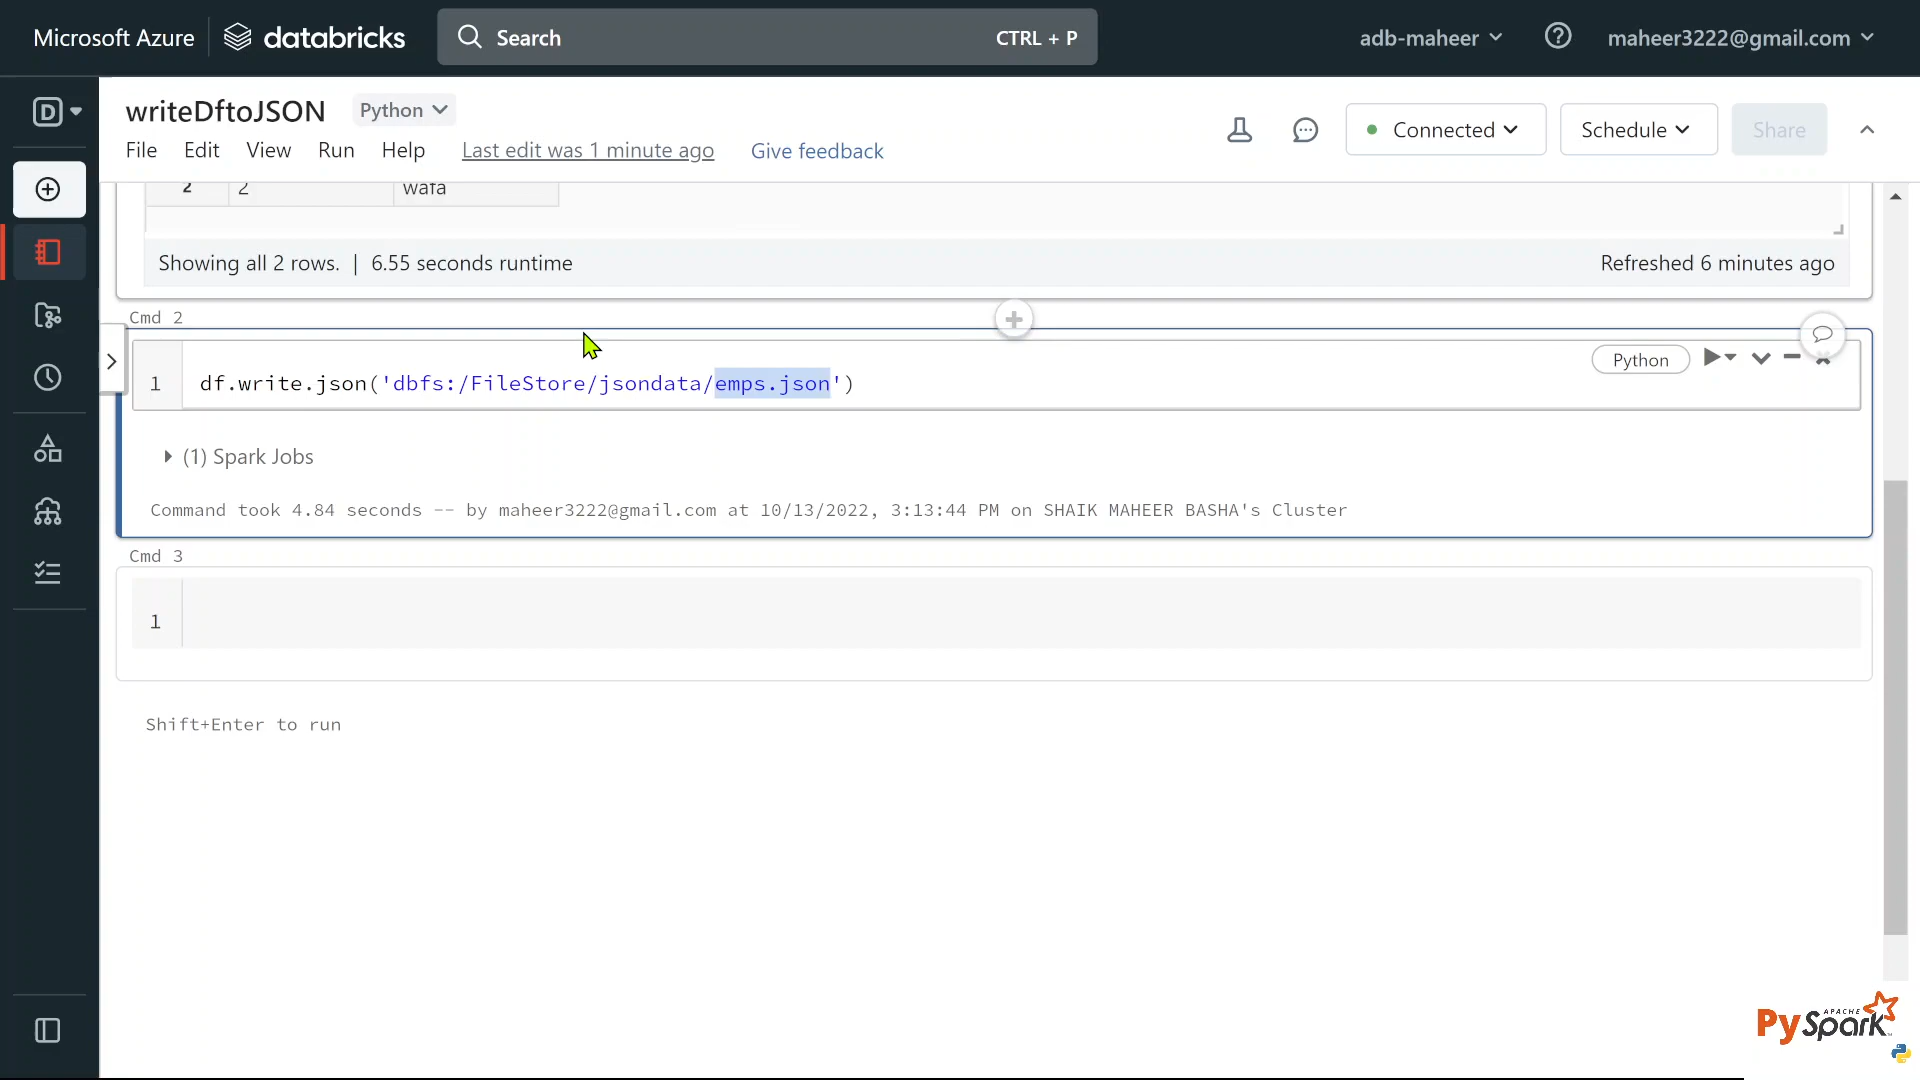 Microsoft Azure databricks Search CTRL + P adb-maheer maheer3222@gmail.com
writeDftoJSON Python
File Edit View Run Help Last edit was 1 minute ago Give feedback Connected Schedule Share
2 2 wafa
Showing all 2 rows. | 6.55 seconds runtime Refreshed 6 minutes ago
Cmd 2
Python
1 df.write.json('dbfs:/FileStore/jsondata/emps.json')
(1) Spark Jobs
Command took 4.84 seconds -- by maheer3222@gmail.com at 10/13/2022, 3:13:44 PM on SHAIK MAHEER BASHA's Cluster
Cmd 3
1
Shift+Enter to run
APACHE
PySpark